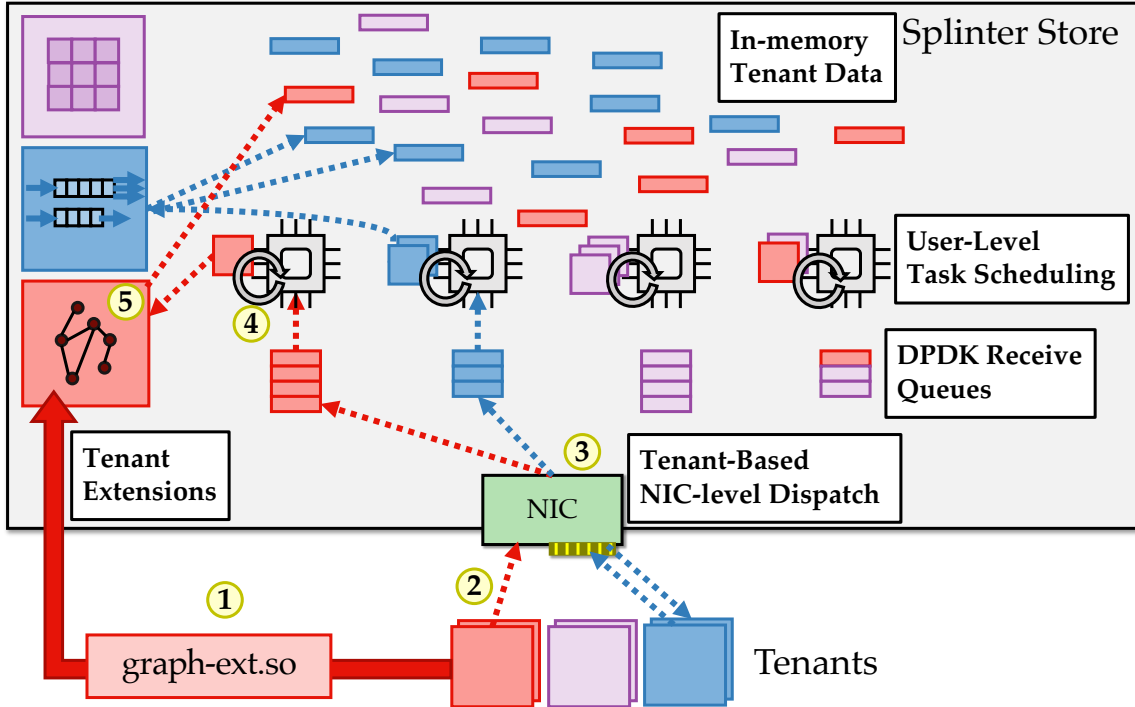 Splinter Store
In-memory
Tenant Data
User-Level
Task Scheduling
5
4
DPDK Receive
Queues
Tenant
Extensions
3
Tenant-Based
NIC-level Dispatch
NIC
2
1
graph-ext.so
Tenants